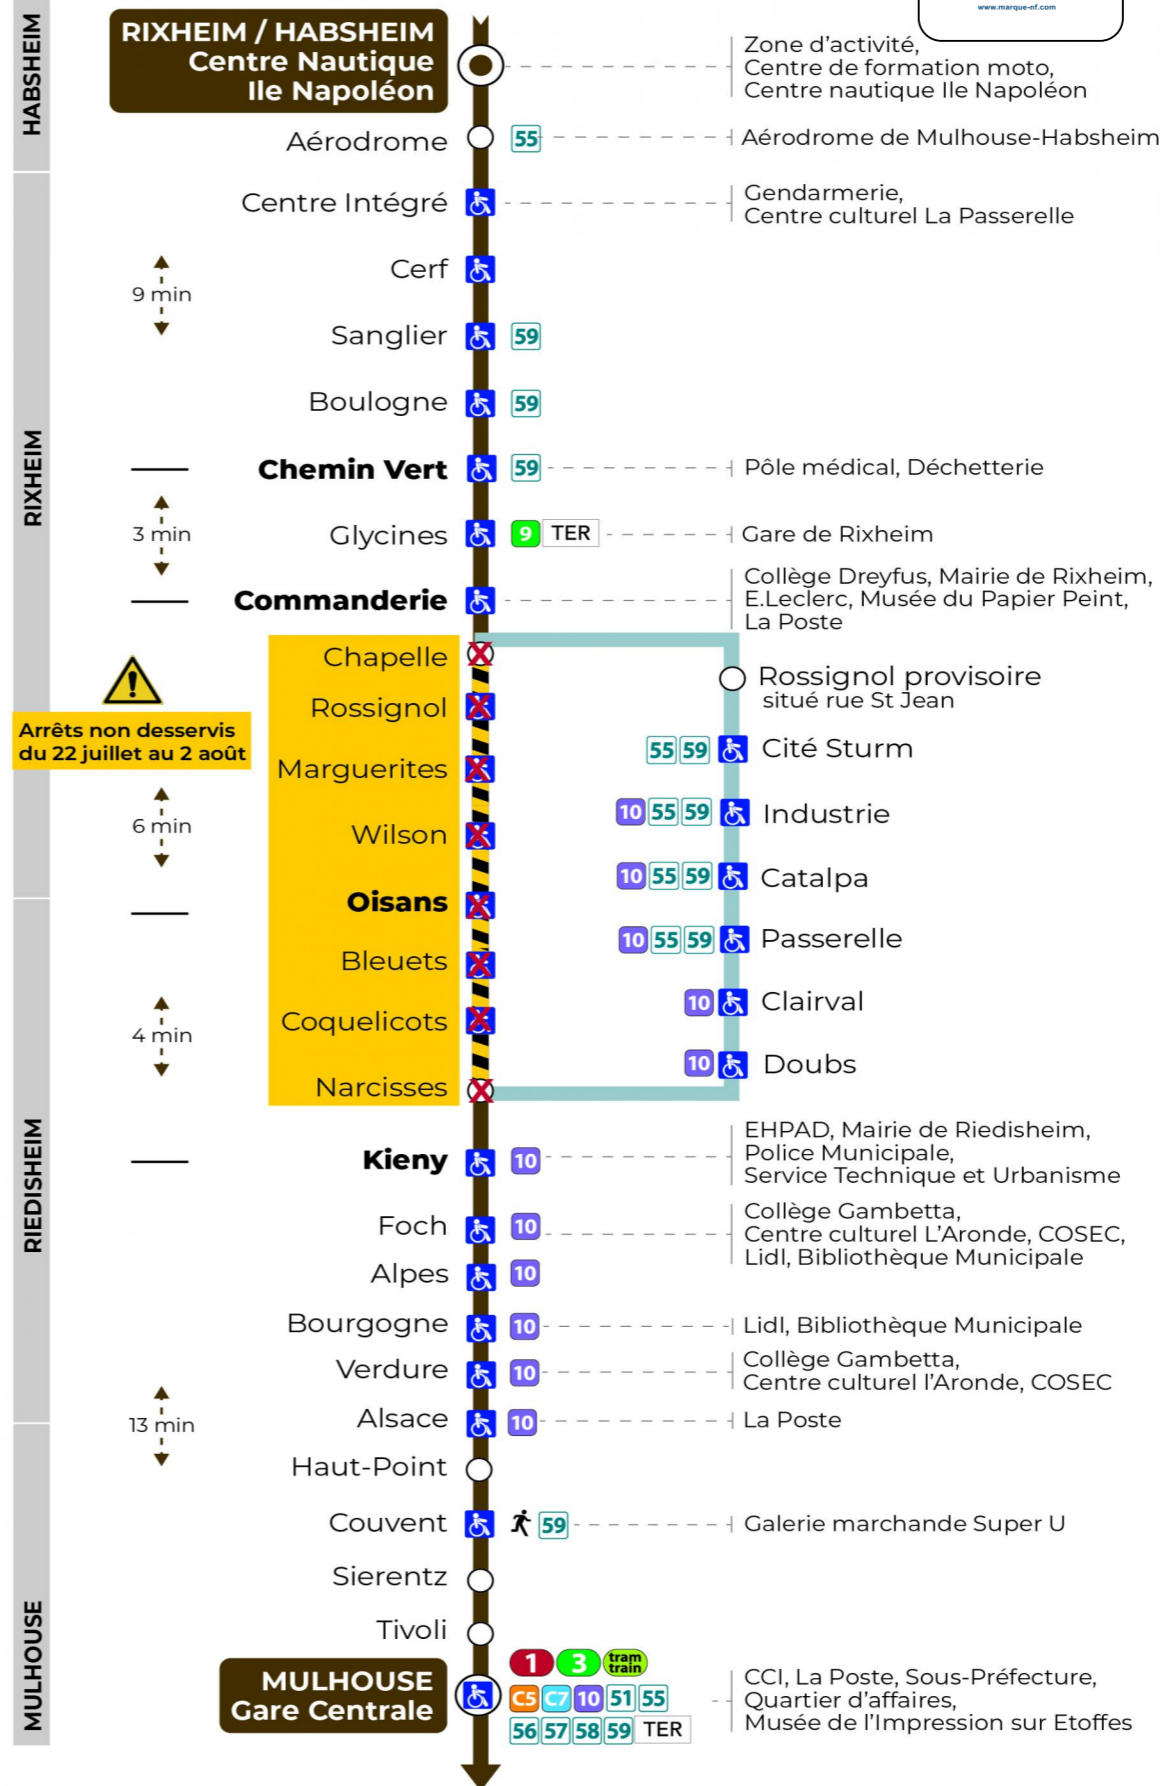 www.marque-nf.com
HABSHEIM
RIXHEIM / HABSHEIM
Centre Nautique
Ile Napoléon
Zone d'activité,
Centre de formation moto,
Centre nautique Ile Napoléon
Aérodrome
55
Aérodrome de Mulhouse-Habsheim
RIXHEIM
Centre Intégré
Gendarmerie,
Centre culturel La Passerelle
Cerf
9 min
Sanglier
59
Boulogne
59
Chemin Vert
59
Pôle médical, Déchetterie
3 min
Glycines
9 TER
Gare de Rixheim
Commanderie
Collège Dreyfus, Mairie de Rixheim,
E.Leclerc, Musée du Papier Peint,
La Poste
Arrêts non desservis
du 22 juillet au 2 août
Chapelle
Rossignol
Marguerites
6 min
Wilson
Oisans
Bleuets
4 min
Coquelicots
Narcisses
Rossignol provisoire
situé rue St Jean
55 59 Cité Sturm
10 55 59 Industrie
10 55 59 Catalpa
10 55 59 Passerelle
10 Clairval
10 Doubs
RIEDISHEIM
Kieny
10
EHPAD, Mairie de Riedisheim,
Police Municipale,
Service Technique et Urbanisme
Foch
10
Collège Gambetta,
Centre culturel L'Aronde, COSEC,
Lidl, Bibliothèque Municipale
Alpes
10
Bourgogne
10
Lidl, Bibliothèque Municipale
Verdure
10
Collège Gambetta,
Centre culturel l'Aronde, COSEC
13 min
Alsace
10
La Poste
MULHOUSE
Haut-Point
Couvent
59
Galerie marchande Super U
Sierentz
Tivoli
MULHOUSE
Gare Centrale
1 3 tram
train
C5 C7 10 51 55
56 57 58 59 TER
CCI, La Poste, Sous-Préfecture,
Quartier d'affaires,
Musée de l'Impression sur Etoffes